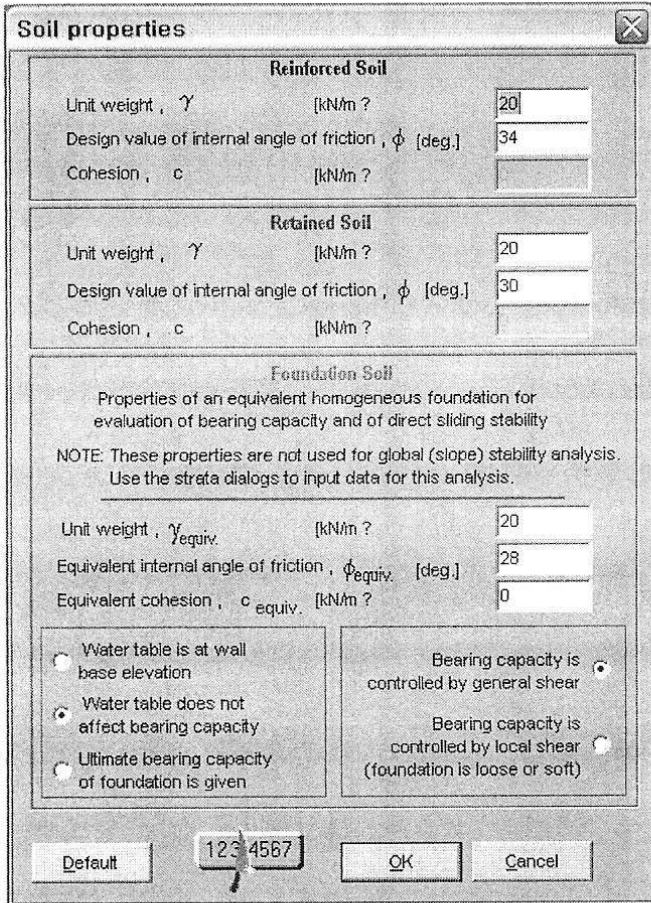 Soil properties
Reinforced Soil
Unit weight , γ [kN/m ? 20
Design value of internal angle of friction , ϕ [deg.] 34
Cohesion , c [kN/m ?
Retained Soil
Unit weight , γ [kN/m ? 20
Design value of internal angle of friction , ϕ [deg.] 30
Cohesion , c [kN/m ?
Foundation Soil
Properties of an equivalent homogeneous foundation for
evaluation of bearing capacity and of direct sliding stability
NOTE: These properties are not used for global (slope) stability analysis.
Use the strata dialogs to input data for this analysis.
Unit weight , γ equiv. [kN/m ? 20
Equivalent internal angle of friction , ϕ equiv. [deg.] 28
Equivalent cohesion , c equiv. [kN/m ? 0
Water table is at wall
base elevation
Water table does not
affect bearing capacity
Ultimate bearing capacity
of foundation is given
Bearing capacity is
controlled by general shear
Bearing capacity is
controlled by local shear
(foundation is loose or soft)
Default
1234567
OK
Cancel